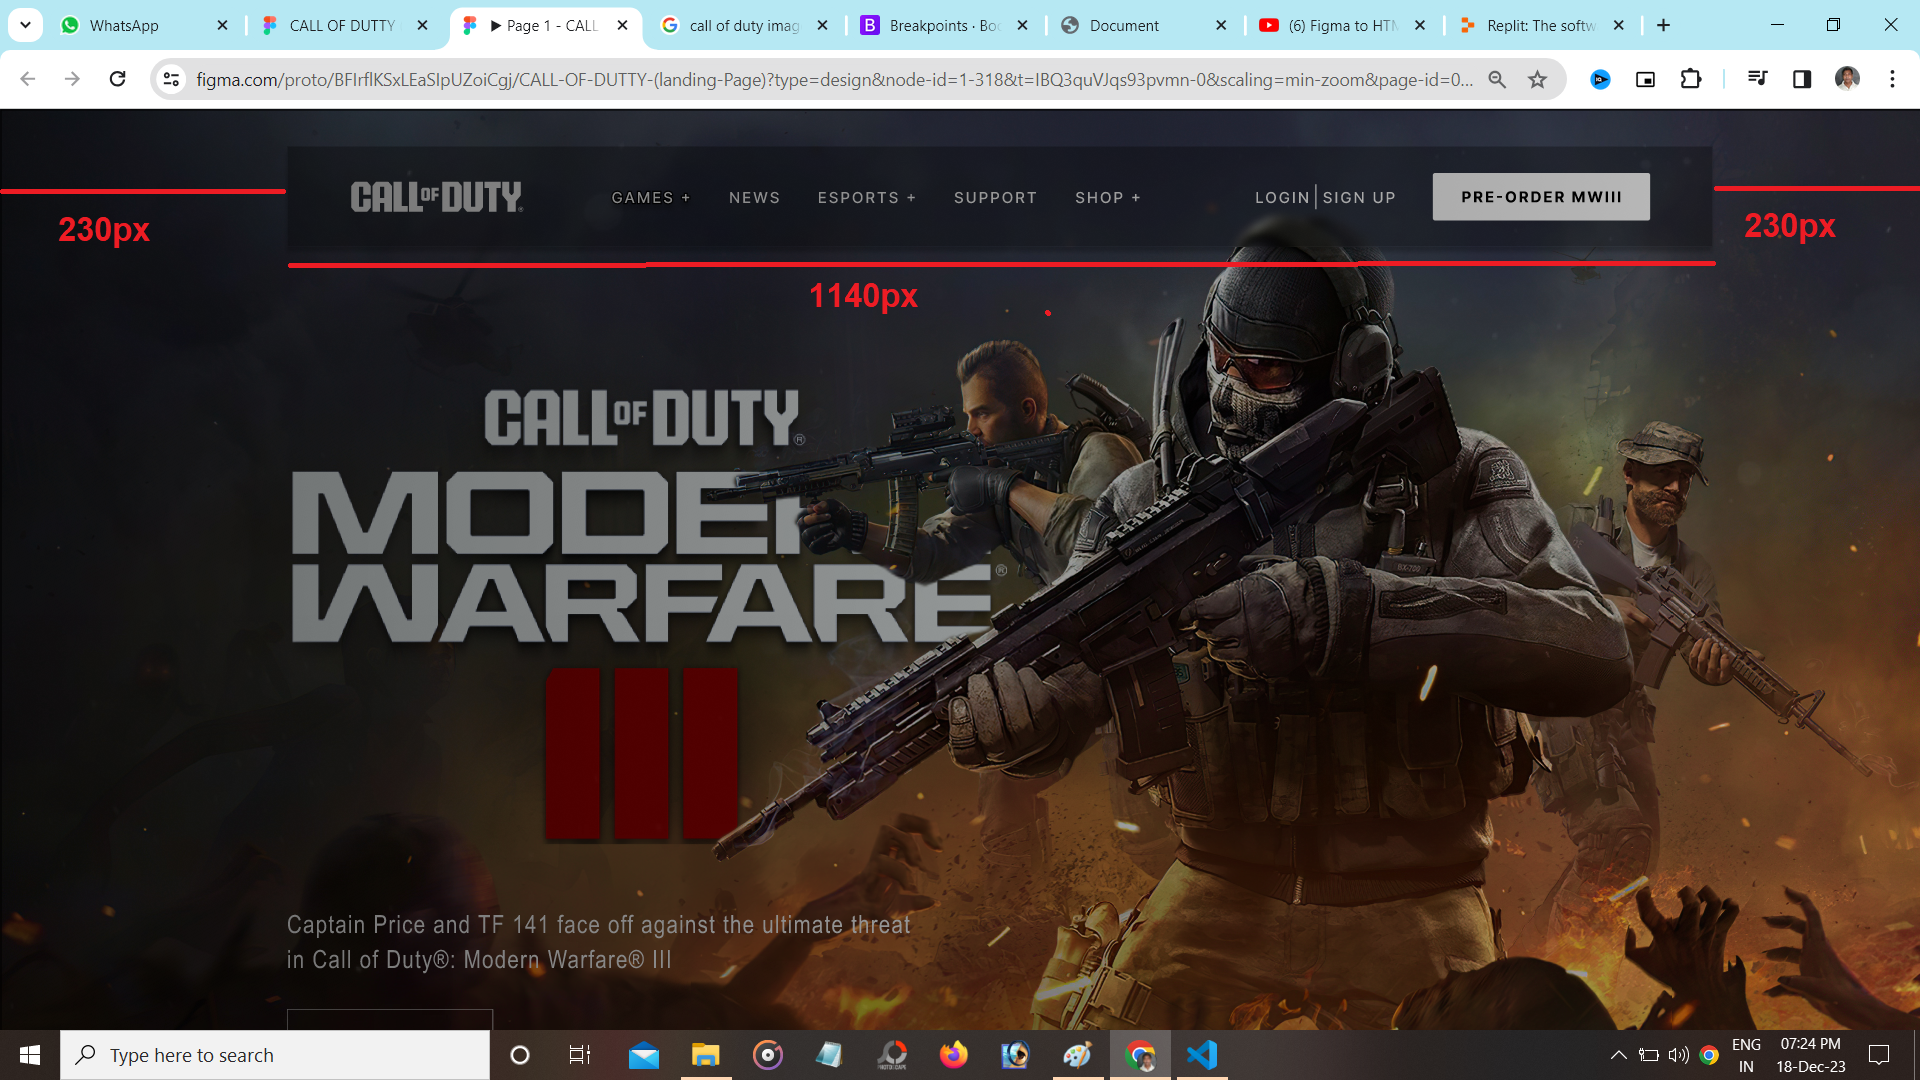 WhatsApp
CALL OF DUTTY
▶ Page 1 - CALL
call of duty imag
Breakpoints · Boo
Document
(6) Figma to HTM
Replit: The softw
figma.com/proto/BFIrflKSxLEaSIpUZoiCgj/CALL-OF-DUTTY-(landing-Page)?type=design&node-id=1-318&t=IBQ3quVJqs93pvmn-0&scaling=min-zoom&page-id=0...
CALL OF DUTY®
GAMES +
NEWS
ESPORTS +
SUPPORT
SHOP +
LOGIN
SIGN UP
PRE-ORDER MWIII
230px
230px
1140px
CALL OF DUTY®
MODERN
WARFARE®
III
Captain Price and TF 141 face off against the ultimate threat
in Call of Duty®: Modern Warfare® III
Type here to search
ENG
IN
07:24 PM
18-Dec-23